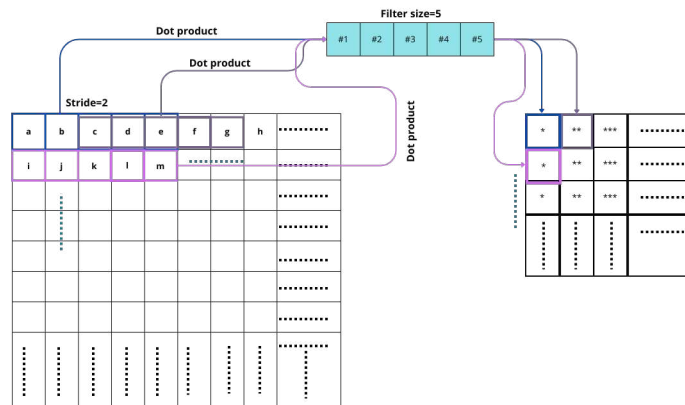 Filter size=5
Dot product
#1 #2 #3 #4 #5
Dot product
Stride=2
Dot product
a b c d e f g h
i j k l m
* ** ***
* ** ***
* ** ***